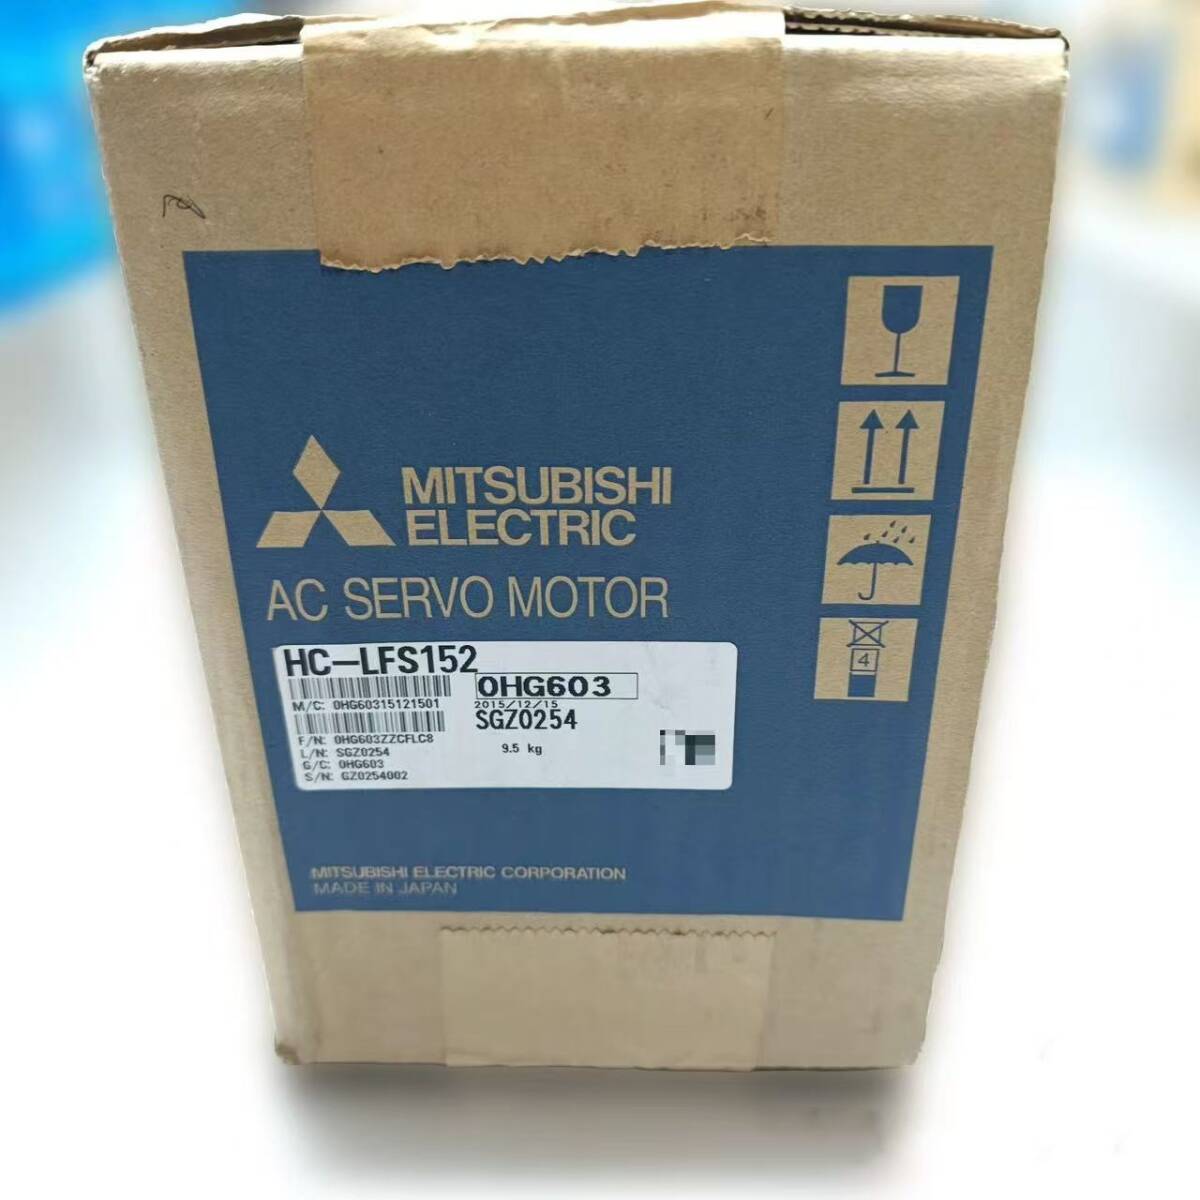 MITSUBISHI
ELECTRIC
AC SERVO MOTOR
HC-LFS152
0HG603
M/C: 0HG60315121501
2015/12/15
SGZ0254
F/N: 0HG603ZZCFLC8
L/N: SGZ0254
9.5 kg
G/C: 0HG603
S/N: GZ0254002
4
MITSUBISHI ELECTRIC CORPORATION
MADE IN JAPAN